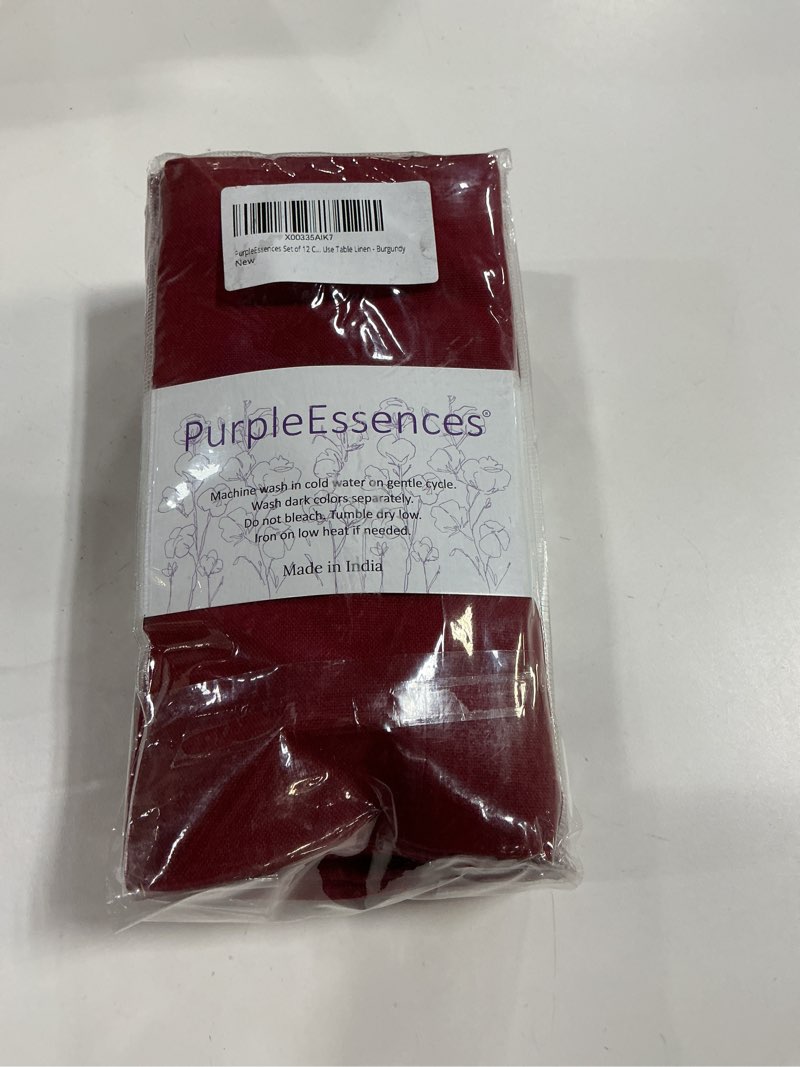 X00335AIK7
PurpleEssences Set of 12 C... Use Table Linen - Burgundy
New
PurpleEssences®
Machine wash in cold water on gentle cycle.
Wash dark colors separately.
Do not bleach. Tumble dry low.
Iron on low heat if needed.
Made in India